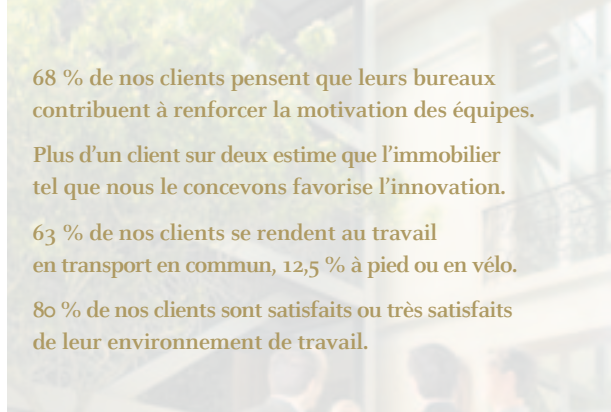 68 % de nos clients pensent que leurs bureaux
contribuent à renforcer la motivation des équipes.
Plus d’un client sur deux estime que l’immobilier
tel que nous le concevons favorise l’innovation.
63 % de nos clients se rendent au travail
en transport en commun, 12,5 % à pied ou en vélo.
80 % de nos clients sont satisfaits ou très satisfaits
de leur environnement de travail.